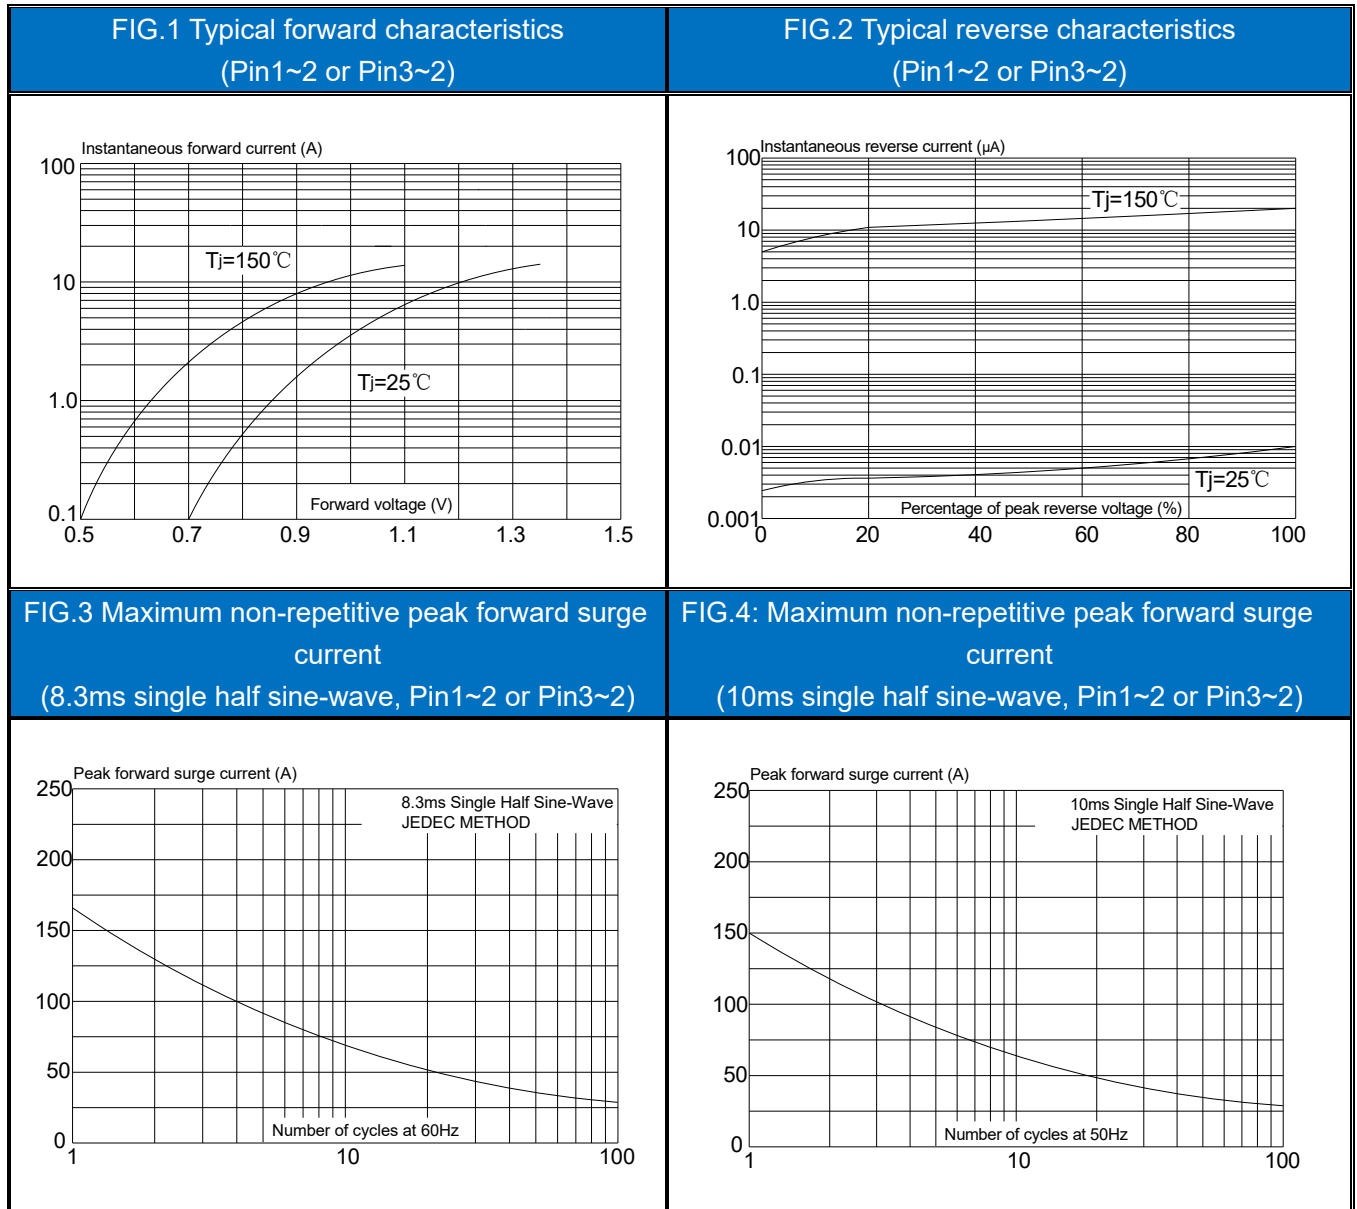 FIG.1 Typical forward characteristics
(Pin1~2 or Pin3~2)
FIG.2 Typical reverse characteristics
(Pin1~2 or Pin3~2)
Instantaneous forward current (A)
100
10
1.0
0.1
Tj=150℃
Tj=25℃
Forward voltage (V)
0.5 0.7 0.9 1.1 1.3 1.5
Instantaneous reverse current (μA)
100
10
1.0
0.1
0.01
0.001
Tj=150℃
Tj=25℃
Percentage of peak reverse voltage (%)
0 20 40 60 80 100
FIG.3 Maximum non-repetitive peak forward surge
current
(8.3ms single half sine-wave, Pin1~2 or Pin3~2)
FIG.4: Maximum non-repetitive peak forward surge
current
(10ms single half sine-wave, Pin1~2 or Pin3~2)
Peak forward surge current (A)
250
200
150
100
50
0
8.3ms Single Half Sine-Wave
JEDEC METHOD
Number of cycles at 60Hz
1 10 100
Peak forward surge current (A)
250
200
150
100
50
0
10ms Single Half Sine-Wave
JEDEC METHOD
Number of cycles at 50Hz
1 10 100